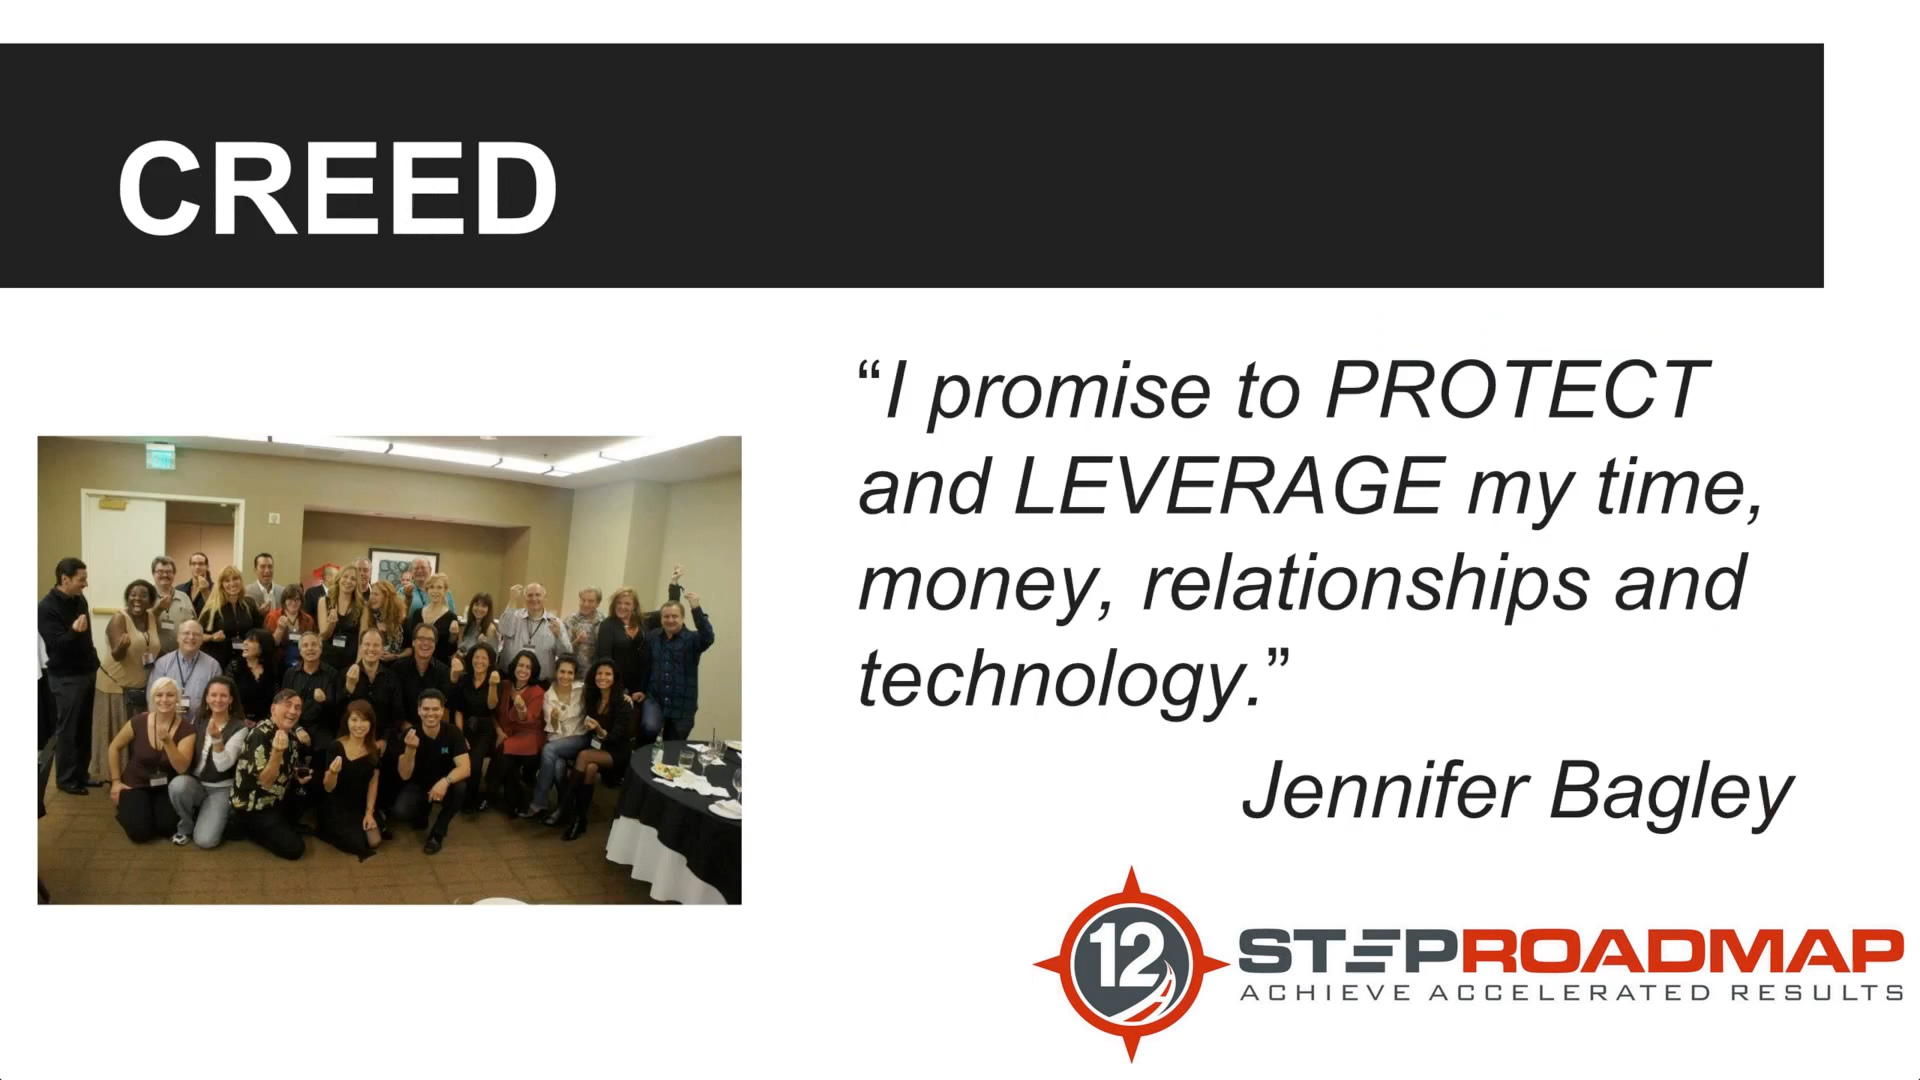 CREED
“I promise to PROTECT
and LEVERAGE my time,
money, relationships and
technology.”
Jennifer Bagley
12
STEPROADMAP
ACHIEVE ACCELERATED RESULTS